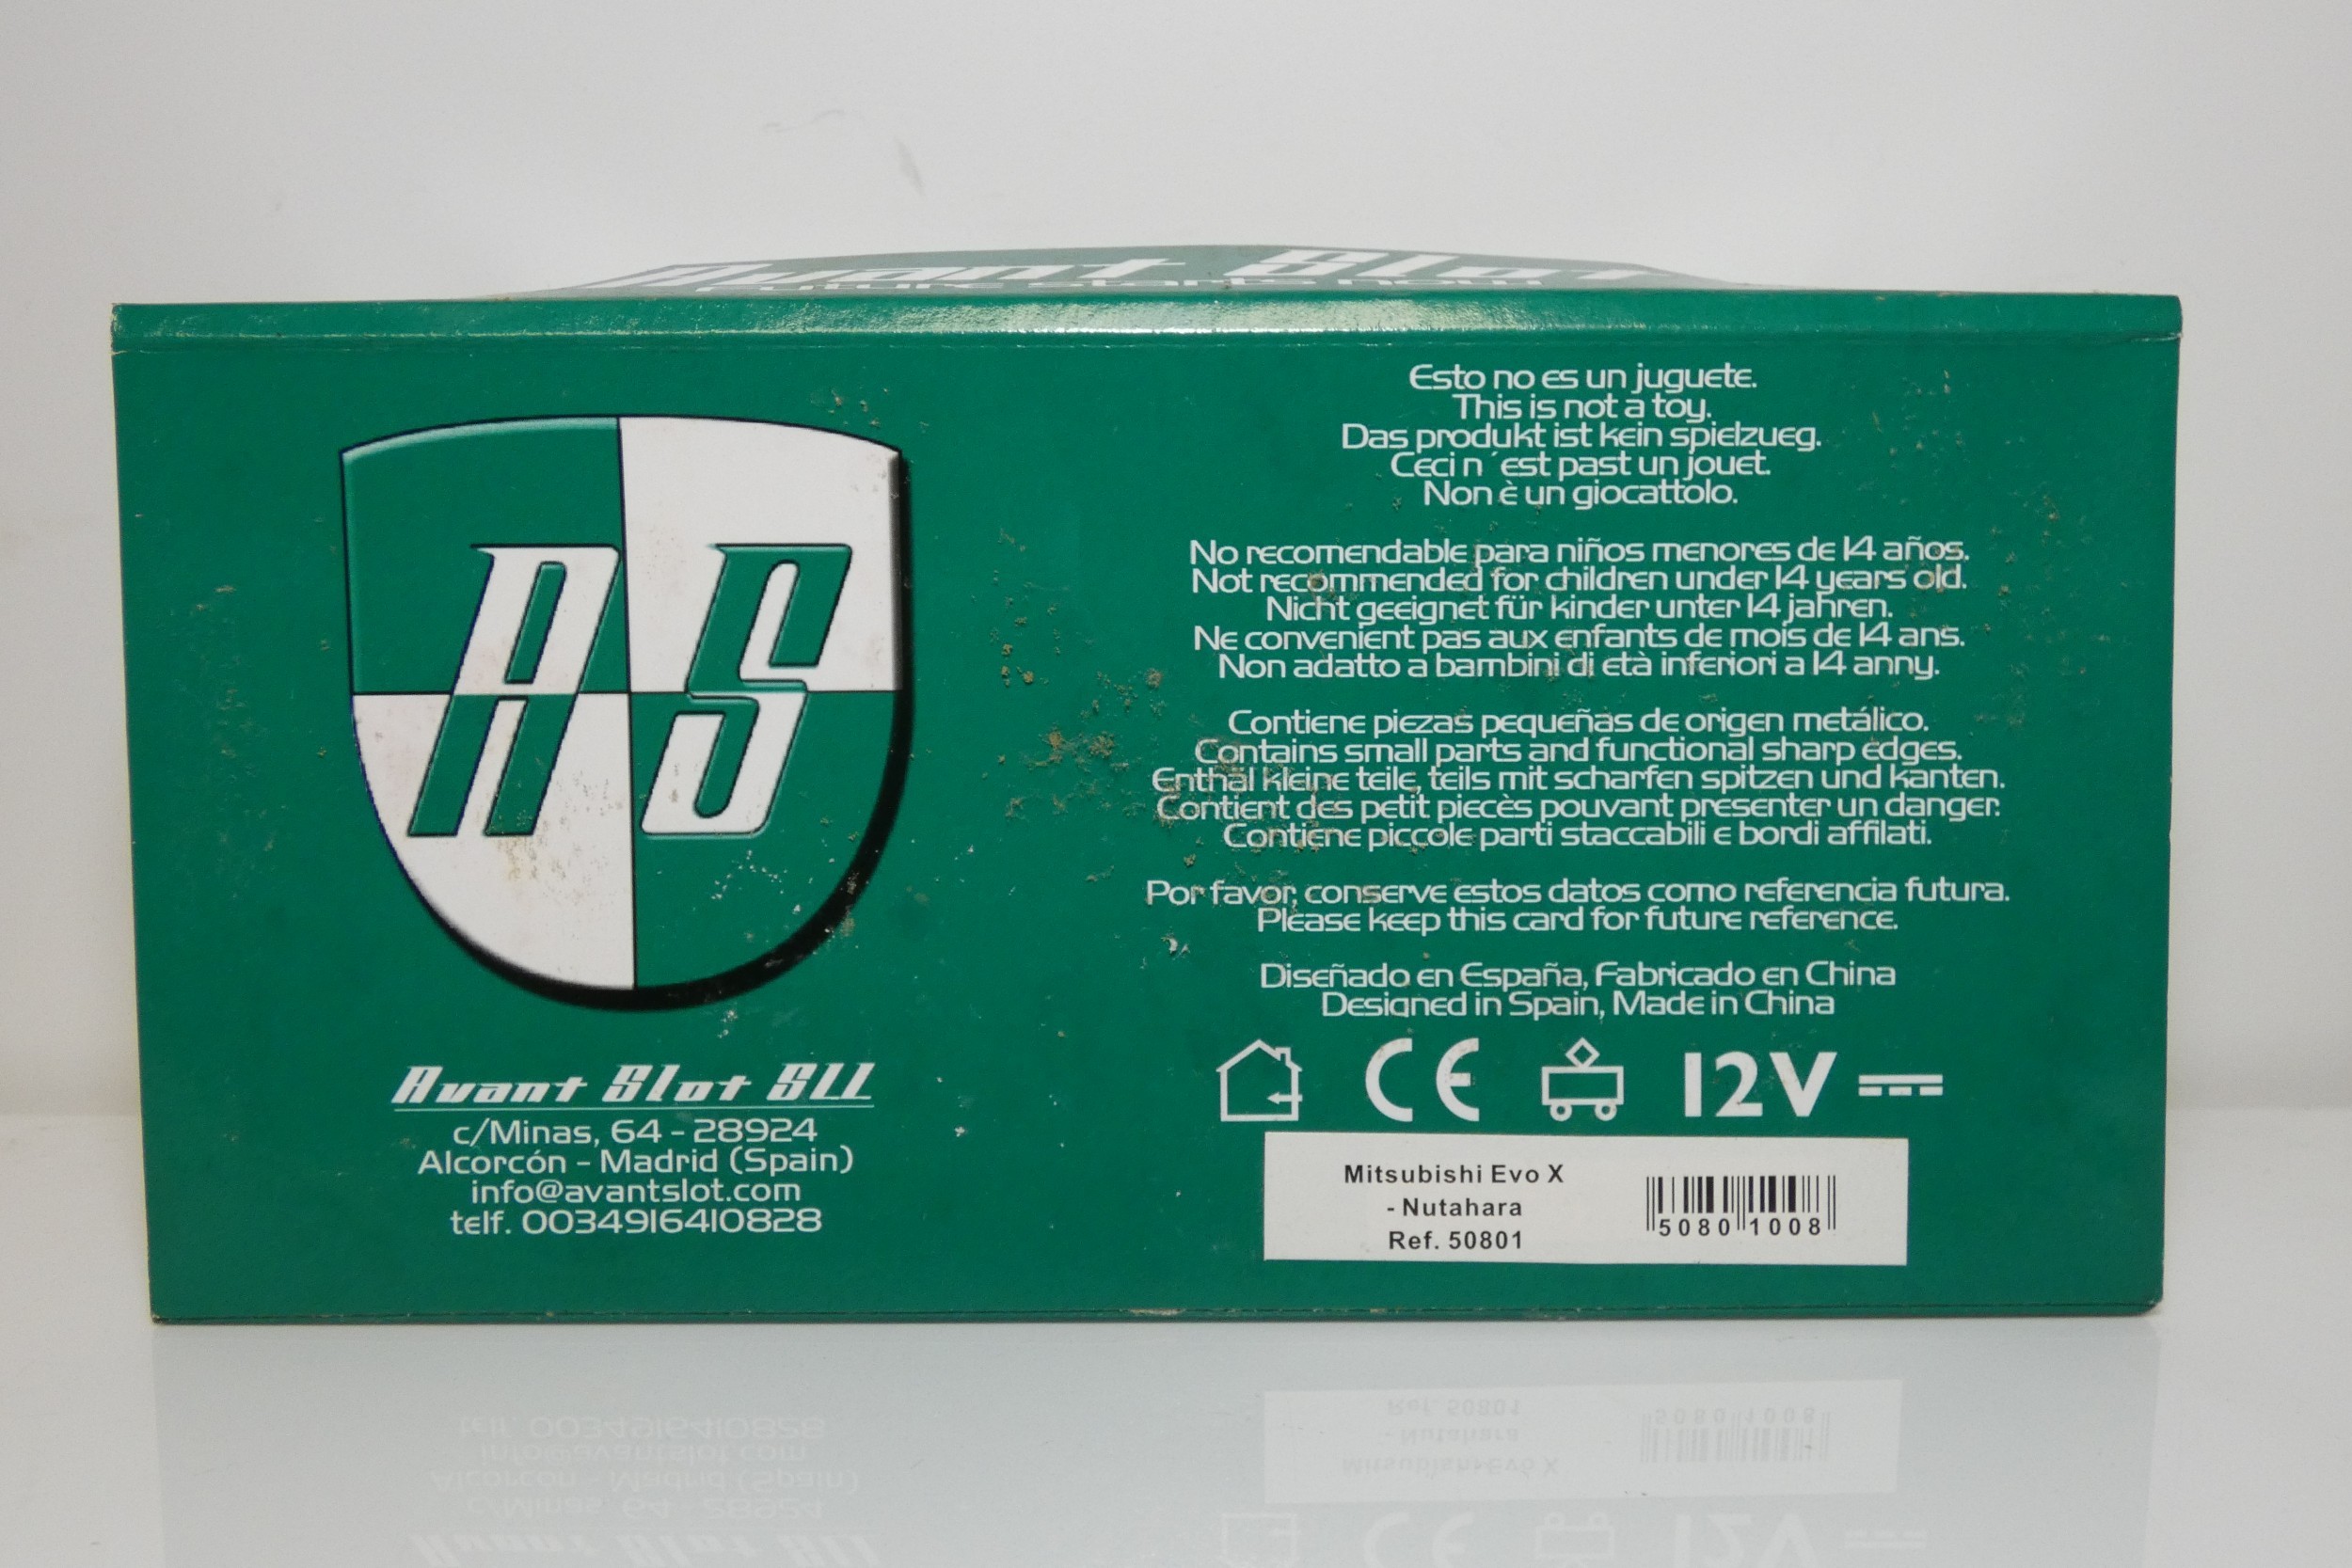 Avant Slot
Future starts now
AS
Avant Slot SLL
c/Minas, 64 - 28924
Alcorcón - Madrid (Spain)
info@avantslot.com
telf. 0034916410828
Esto no es un juguete.
This is not a toy.
Das produkt ist kein spielzueg.
Ceci n´est past un jouet.
Non è un giocattolo.
No recomendable para niños menores de 14 años.
Not recommended for children under 14 years old.
Nicht geeignet für kinder unter 14 jahren.
Ne convenient pas aux enfants de mois de 14 ans.
Non adatto a bambini di età inferiori a 14 anny.
Contiene piezas pequeñas de origen metálico.
Contains small parts and functional sharp edges.
Enthäl kleine teile, teils mit scharfen spitzen und kanten.
Contient des petit piecès pouvant presenter un danger.
Contiene piccole parti staccabili e bordi affilati.
Por favor, conserve estos datos como referencia futura.
Please keep this card for future reference.
Diseñado en España, Fabricado en China
Designed in Spain, Made in China
CE 12V
Mitsubishi Evo X
- Nutahara
Ref. 50801
5080 1008